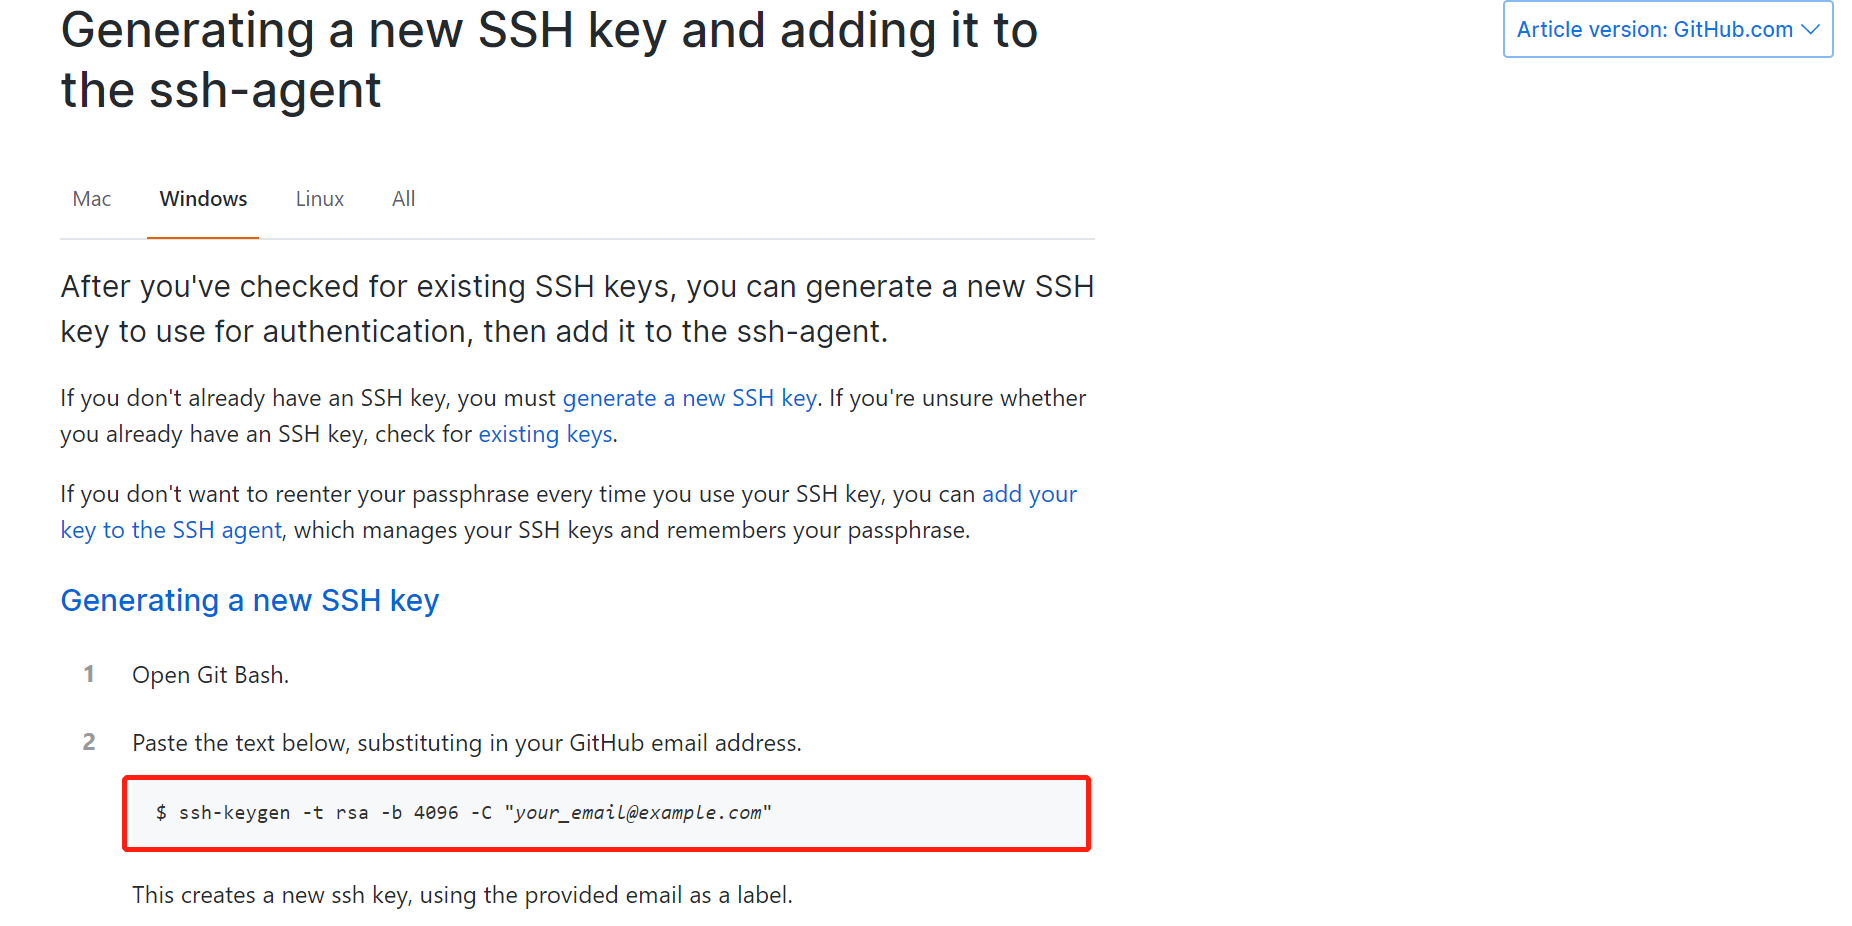 Generating a new SSH key and adding it to
the ssh-agent
Article version: GitHub.com
Mac Windows Linux All
After you've checked for existing SSH keys, you can generate a new SSH
key to use for authentication, then add it to the ssh-agent.
If you don't already have an SSH key, you must generate a new SSH key. If you're unsure whether
you already have an SSH key, check for existing keys.
If you don't want to reenter your passphrase every time you use your SSH key, you can add your
key to the SSH agent, which manages your SSH keys and remembers your passphrase.
Generating a new SSH key
1 Open Git Bash.
2 Paste the text below, substituting in your GitHub email address.
$ ssh-keygen -t rsa -b 4096 -C "your_email@example.com"
This creates a new ssh key, using the provided email as a label.